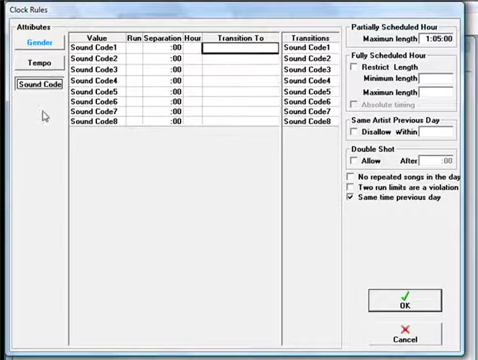 Clock Rules
Attributes
Gender
Tempo
Sound Code
Value Run Separation Hour Transition To Transitions
Sound Code1 :00 Sound Code1
Sound Code2 :00 Sound Code2
Sound Code3 :00 Sound Code3
Sound Code4 :00 Sound Code4
Sound Code5 :00 Sound Code5
Sound Code6 :00 Sound Code6
Sound Code7 :00 Sound Code7
Sound Code8 :00 Sound Code8
Partially Scheduled Hour
Maximun length 1:05:00
Fully Scheduled Hour
Restrict Length
Minimum length
Maximun length
Absolute timing
Same Artist Previous Day
Disallow Within
Double Shot
Allow After :00
No repeated songs in the day
Two run limits are a violation
Same time previous day
OK
Cancel